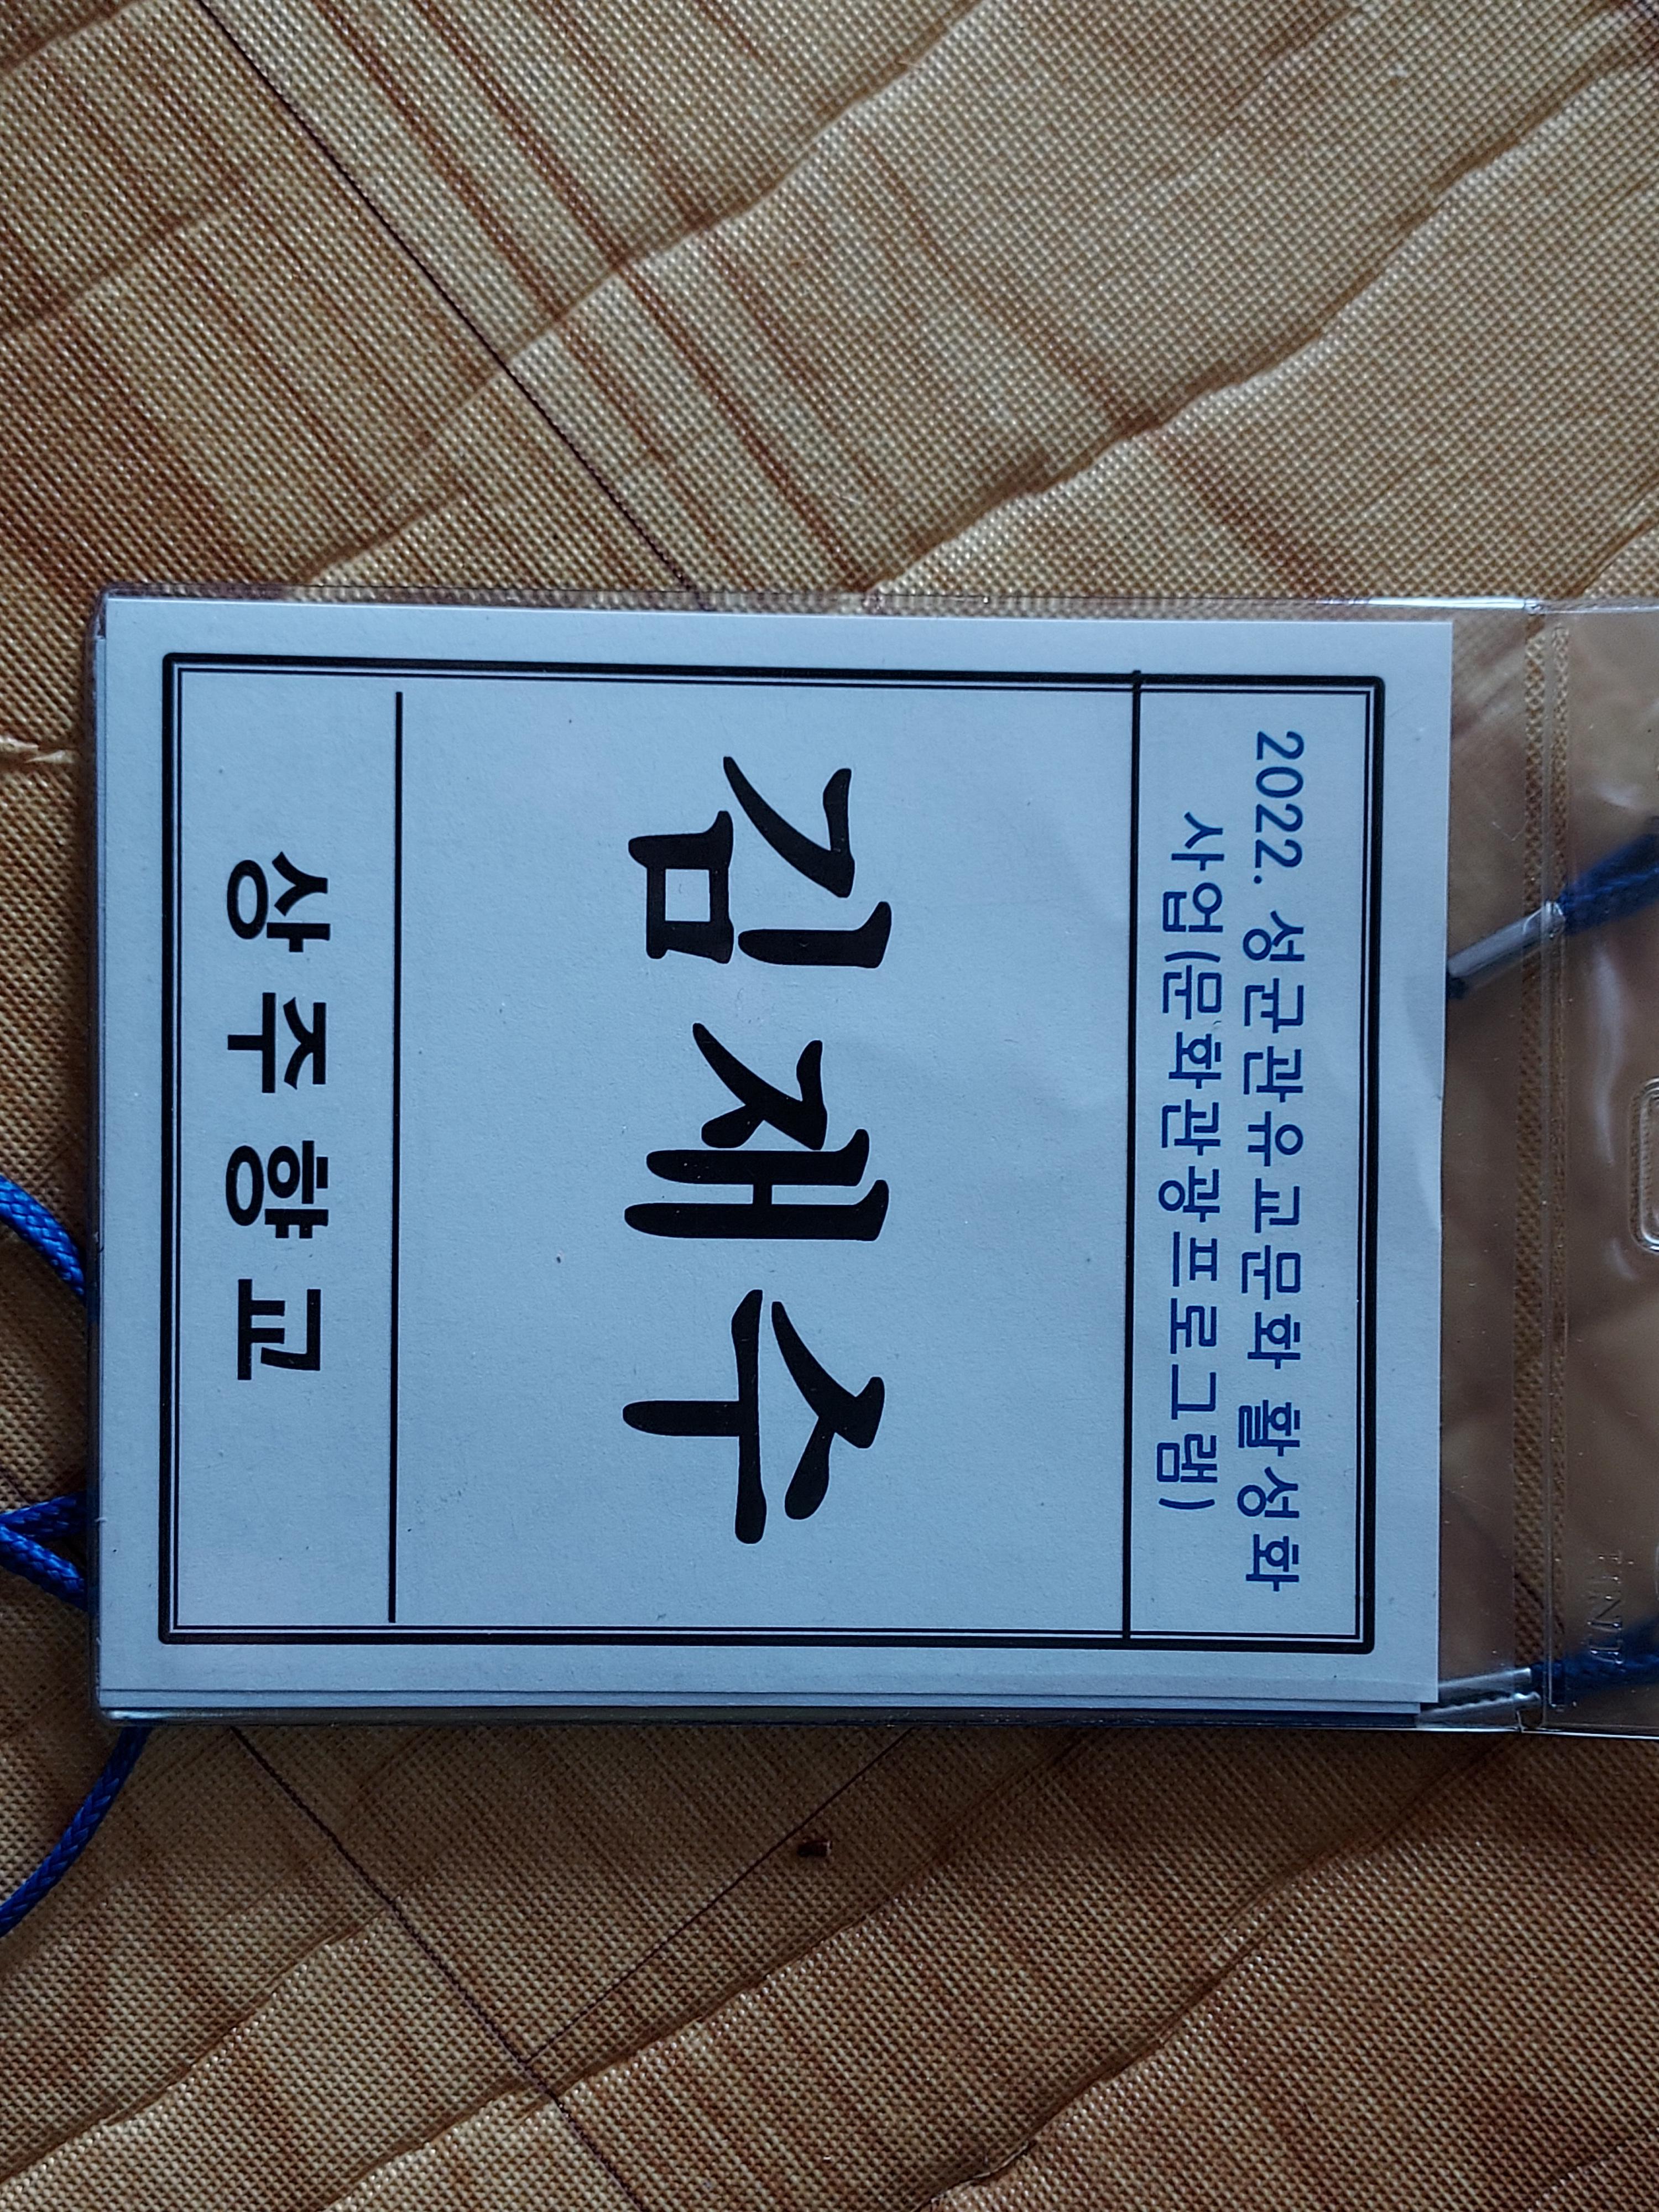 2022. 성균관유교문화 활성화
사업(문화관광프로그램)
김재수
상주향교